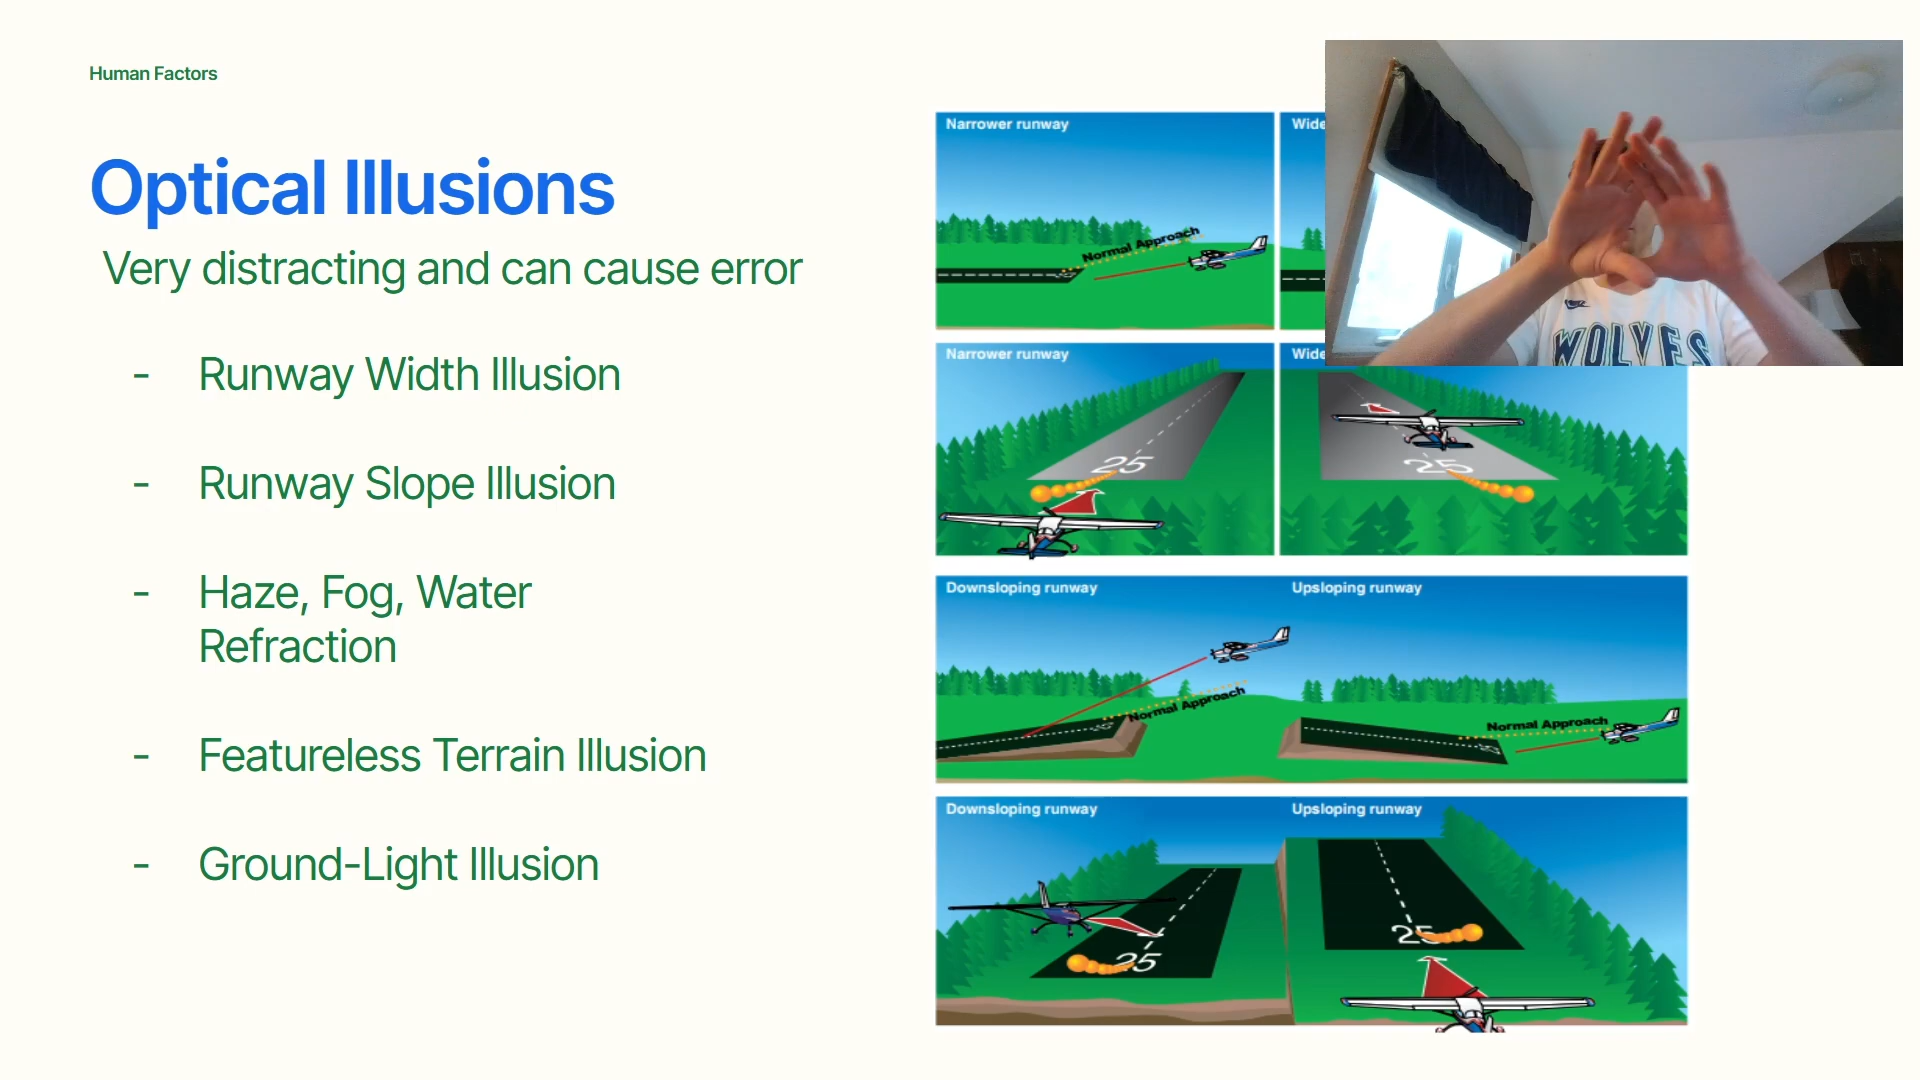 Human Factors
Optical Illusions
Very distracting and can cause error
- Runway Width Illusion
- Runway Slope Illusion
- Haze, Fog, Water
Refraction
- Featureless Terrain Illusion
- Ground-Light Illusion
Narrower runway
Normal Approach
Narrower runway
25
25
Downsloping runway
Upsloping runway
Normal Approach
Normal Approach
Downsloping runway
Upsloping runway
25
25
WOLVES